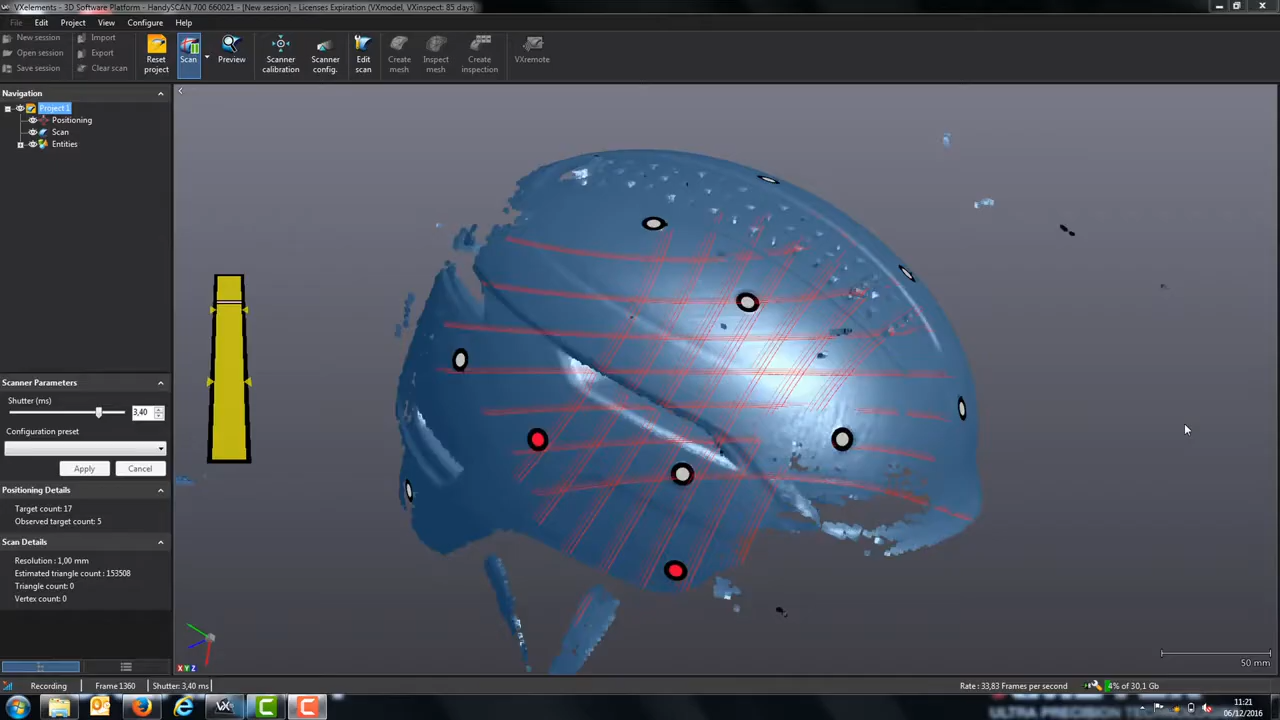 VXelements - 3D Software Platform - HandySCAN 700 660021 - [New session] - Licenses Expiration (VXmodel, VXinspect: 85 days)
File Edit Project View Configure Help
New session
Open session
Save session
Import
Export
Clear scan
Reset project
Scan
Preview
Scanner calibration
Scanner config.
Edit scan
Create mesh
Inspect mesh
Create inspection
VXremote
Navigation
Project 1
Positioning
Scan
Entities
Scanner Parameters
Shutter (ms)
3,40
Configuration preset
Apply Cancel
Positioning Details
Target count: 17
Observed target count: 5
Scan Details
Resolution : 1,00 mm
Estimated triangle count : 153508
Triangle count: 0
Vertex count: 0
X Y Z
50 mm
Recording Frame 1360 Shutter: 3,40 ms Rate : 33,83 Frames per second 4% of 30,1 Gb
ULTRA PRECISION
11:21
06/12/2016